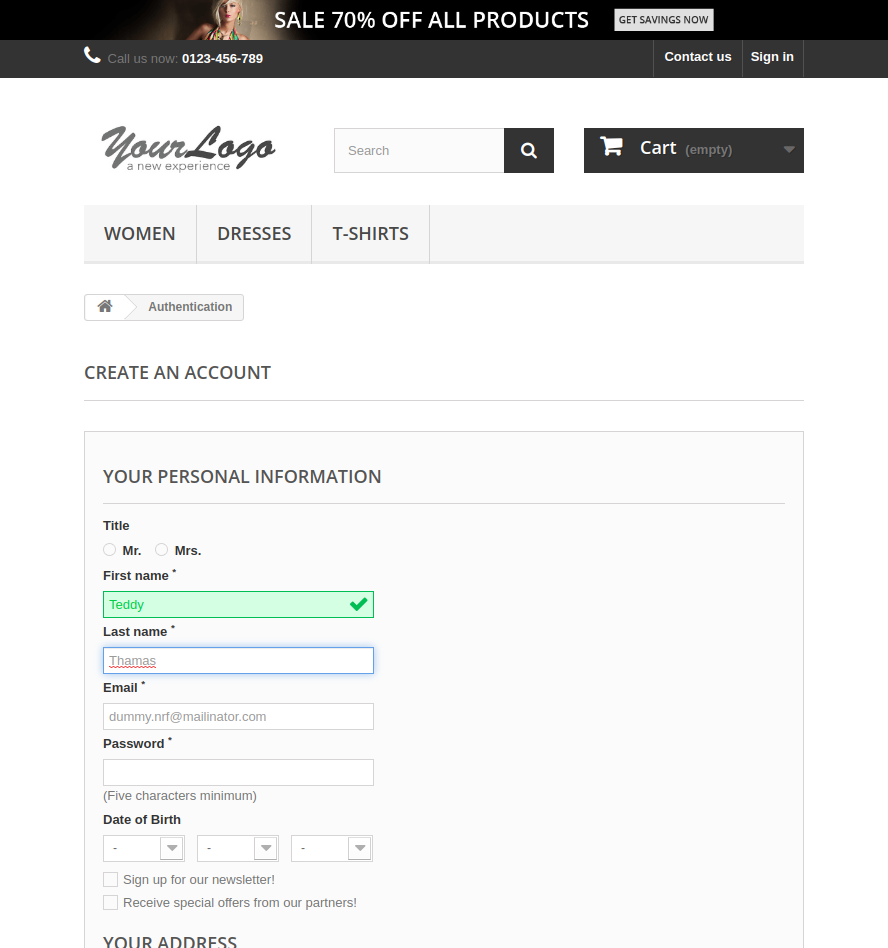 SALE 70% OFF ALL PRODUCTS GET SAVINGS NOW
Call us now: 0123-456-789 Contact us Sign in
YourLogo
a new experience
Search
Cart (empty)
WOMEN DRESSES T-SHIRTS
Authentication
CREATE AN ACCOUNT
YOUR PERSONAL INFORMATION
Title
Mr. Mrs.
First name *
Teddy
Last name *
Thamas
Email *
dummy.nrf@mailinator.com
Password *
(Five characters minimum)
Date of Birth
- - -
Sign up for our newsletter!
Receive special offers from our partners!
YOUR ADDRESS